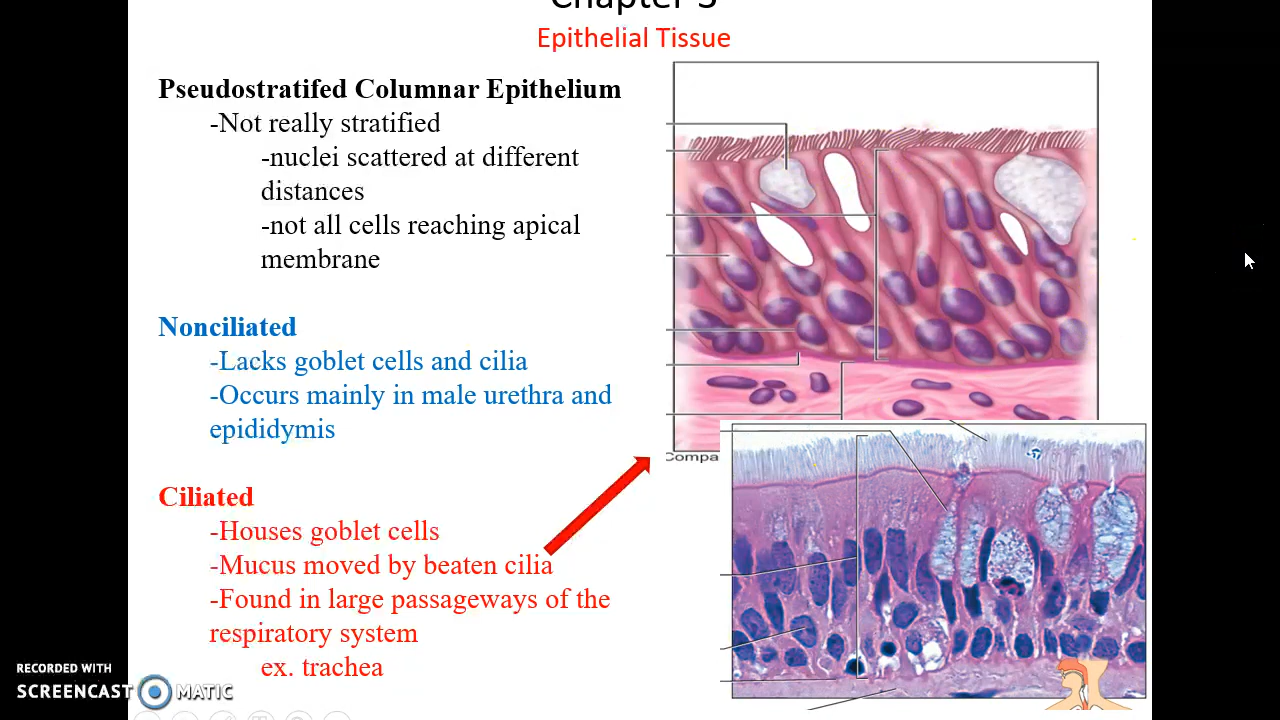 Chapter 5
Epithelial Tissue
Pseudostratifed Columnar Epithelium
-Not really stratified
-nuclei scattered at different
distances
-not all cells reaching apical
membrane
Nonciliated
-Lacks goblet cells and cilia
-Occurs mainly in male urethra and
epididymis
Ciliated
-Houses goblet cells
-Mucus moved by beaten cilia
-Found in large passageways of the
respiratory system
ex. trachea
Compa
RECORDED WITH
SCREENCAST MATIC